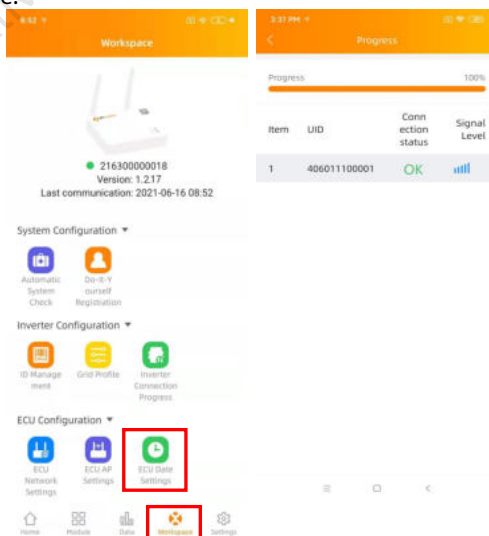 e.
8:52
Workspace
216300000018
Version: 1.2.17
Last communication: 2021-06-16 08:52
System Configuration ▼
Automatic
System
Check
Do-It-Y
ourself
Registration
Inverter Configuration ▼
ID Manage
ment
Grid Profile
Inverter
Connection
Progress
ECU Configuration ▼
ECU
Network
Settings
ECU AP
Settings
ECU Date
Settings
Home
Module
Data
Workspace
Settings
3:37 PM
Progress
Progress 100%
Item UID Conn
ection
status Signal
Level
1 406011100001 OK